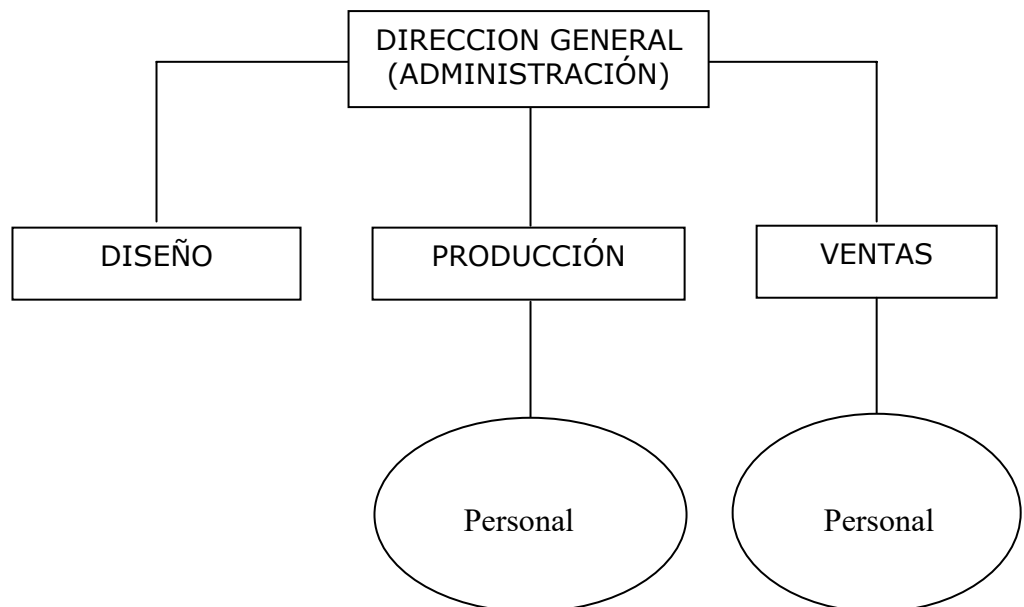 DIRECCION GENERAL
(ADMINISTRACIÓN)
DISEÑO
PRODUCCIÓN
VENTAS
Personal
Personal